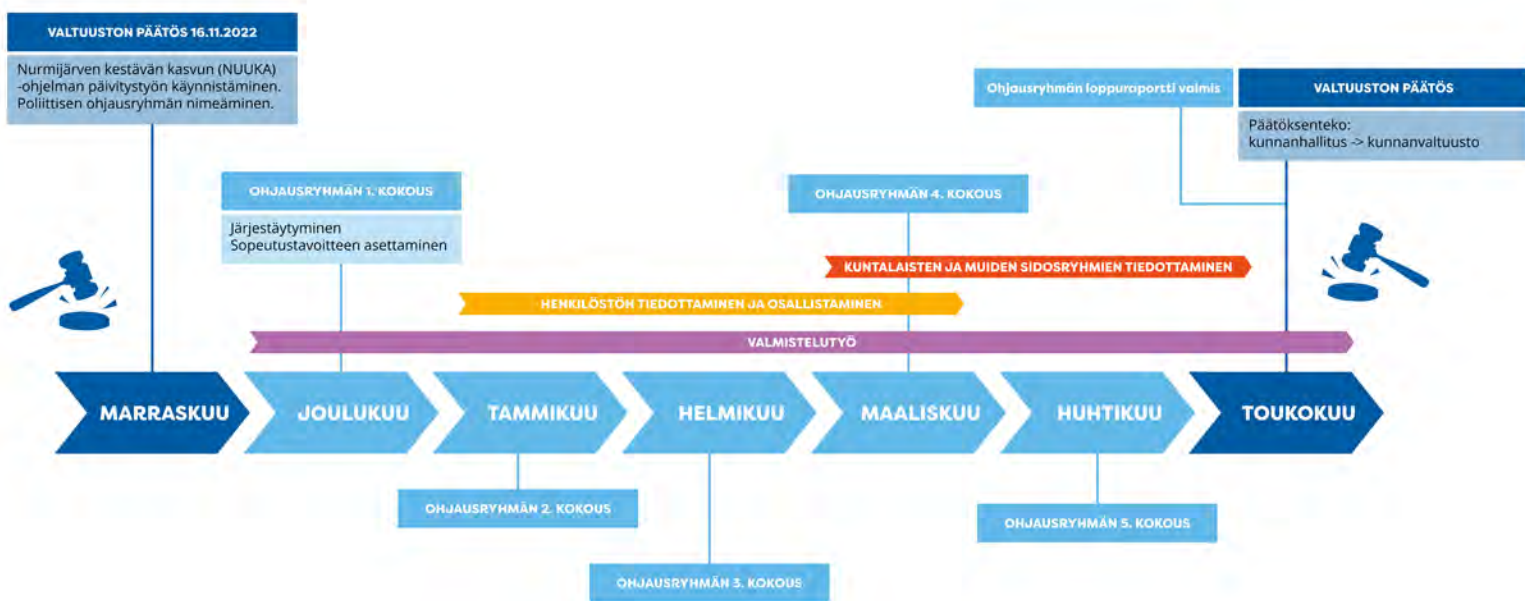 VALTUUSTON PÄÄTÖS 16.11.2022
Nurmijärven kestävän kasvun (NUUKA)
-ohjelman päivitystyön käynnistäminen.
Poliittisen ohjausryhmän nimeäminen.
Ohjausryhmän loppuraportti valmis
VALTUUSTON PÄÄTÖS
Päätöksenteko:
kunnanhallitus -> kunnanvaltuusto
OHJAUSRYHMÄN 1. KOKOUS
Järjestäytyminen
Sopeutustavoitteen asettaminen
OHJAUSRYHMÄN 4. KOKOUS
KUNTALAISTEN JA MUIDEN SIDOSRYHMIEN TIEDOTTAMINEN
HENKILÖSTÖN TIEDOTTAMINEN JA OSALLISTAMINEN
VALMISTELUTYÖ
MARRASKUU
JOULUKUU
TAMMIKUU
HELMIKUU
MAALISKUU
HUHTIKUU
TOUKOKUU
OHJAUSRYHMÄN 2. KOKOUS
OHJAUSRYHMÄN 3. KOKOUS
OHJAUSRYHMÄN 5. KOKOUS